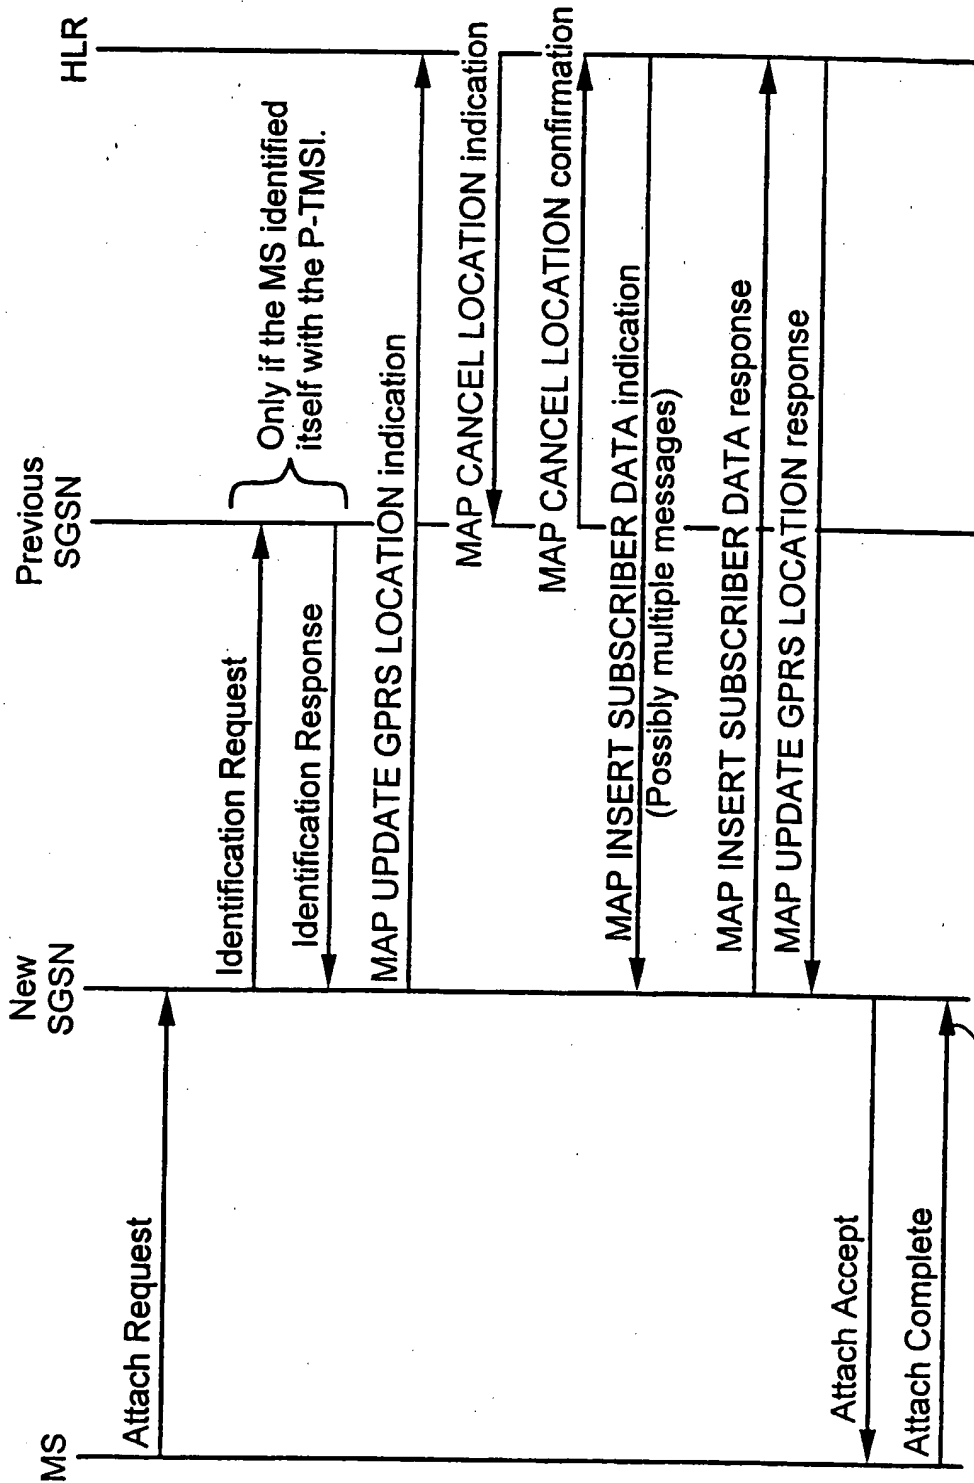 MS
New
SGSN
Previous
SGSN
HLR
Attach Request
Identification Request
Only if the MS identified
itself with the P-TMSI.
Identification Response
MAP UPDATE GPRS LOCATION indication
MAP CANCEL LOCATION indication
MAP CANCEL LOCATION confirmation
MAP INSERT SUBSCRIBER DATA indication
(Possibly multiple messages)
MAP INSERT SUBSCRIBER DATA response
MAP UPDATE GPRS LOCATION response
Attach Accept
Attach Complete